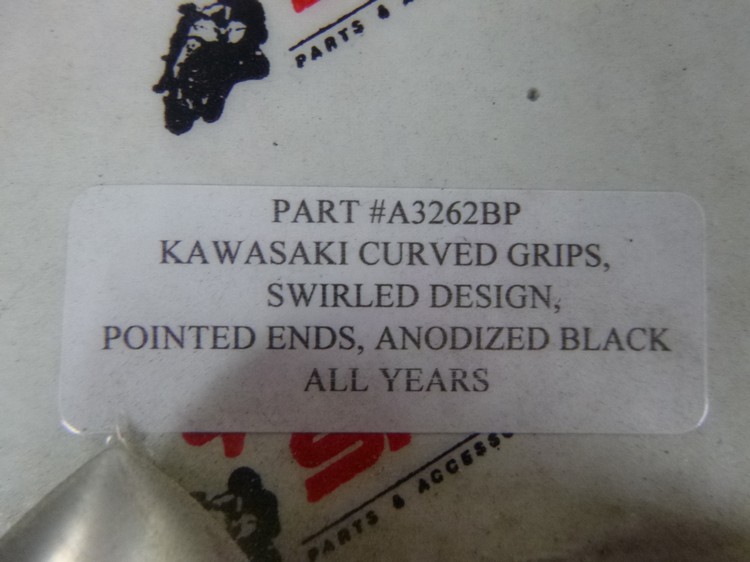 PARTS &
PART #A3262BP
KAWASAKI CURVED GRIPS,
SWIRLED DESIGN,
POINTED ENDS, ANODIZED BLACK
ALL YEARS
PARTS & ACCESS